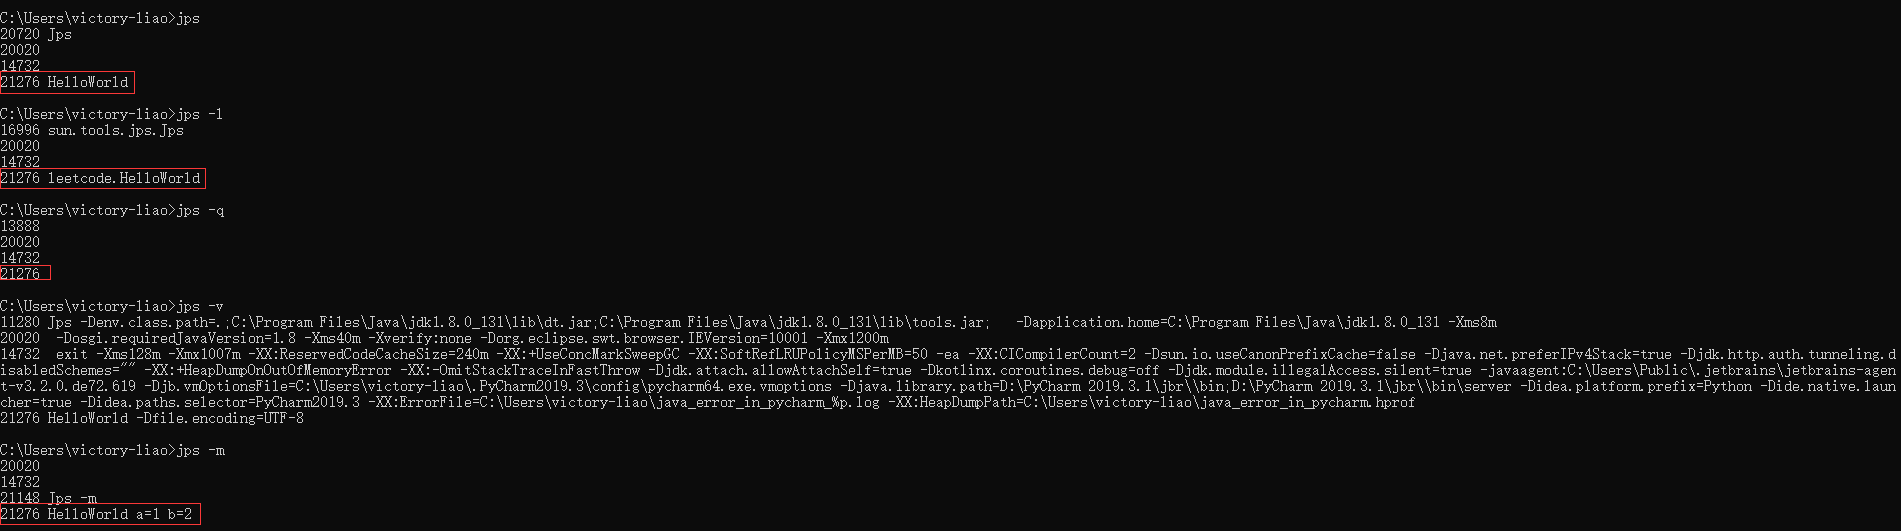 C:\Users\victory-liao>jps
20720 Jps
20020
14732
21276 HelloWorld
C:\Users\victory-liao>jps -l
16996 sun.tools.jps.Jps
20020
14732
21276 leetcode.HelloWorld
C:\Users\victory-liao>jps -q
13888
20020
14732
21276
C:\Users\victory-liao>jps -v
11280 Jps -Denv.class.path=.;C:\Program Files\Java\jdk1.8.0_131\lib\dt.jar;C:\Program Files\Java\jdk1.8.0_131\lib\tools.jar;   -Dapplication.home=C:\Program Files\Java\jdk1.8.0_131 -Xms8m
20020  -Dosgi.requiredJavaVersion=1.8 -Xms40m -Xverify:none -Dorg.eclipse.swt.browser.IEVersion=10001 -Xmx1200m
14732  exit -Xms128m -Xmx1007m -XX:ReservedCodeCacheSize=240m -XX:+UseConcMarkSweepGC -XX:SoftRefLRUPolicyMSPerMB=50 -ea -XX:CICompilerCount=2 -Dsun.io.useCanonPrefixCache=false -Djava.net.preferIPv4Stack=true -Djdk.http.auth.tunneling.d
isabledSchemes="" -XX:+HeapDumpOnOutOfMemoryError -XX:-OmitStackTraceInFastThrow -Djdk.attach.allowAttachSelf=true -Dkotlinx.coroutines.debug=off -Djdk.module.illegalAccess.silent=true -javaagent:C:\Users\Public\.jetbrains\jetbrains-agen
t-v3.2.0.de72.619 -Djb.vmOptionsFile=C:\Users\victory-liao\.PyCharm2019.3\config\pycharm64.exe.vmoptions -Djava.library.path=D:\PyCharm 2019.3.1\jbr\\bin;D:\PyCharm 2019.3.1\jbr\\bin\server -Didea.platform.prefix=Python -Dide.native.laun
cher=true -Didea.paths.selector=PyCharm2019.3 -XX:ErrorFile=C:\Users\victory-liao\java_error_in_pycharm_%p.log -XX:HeapDumpPath=C:\Users\victory-liao\java_error_in_pycharm.hprof
21276 HelloWorld -Dfile.encoding=UTF-8
C:\Users\victory-liao>jps -m
20020
14732
21148 Jps -m
21276 HelloWorld a=1 b=2